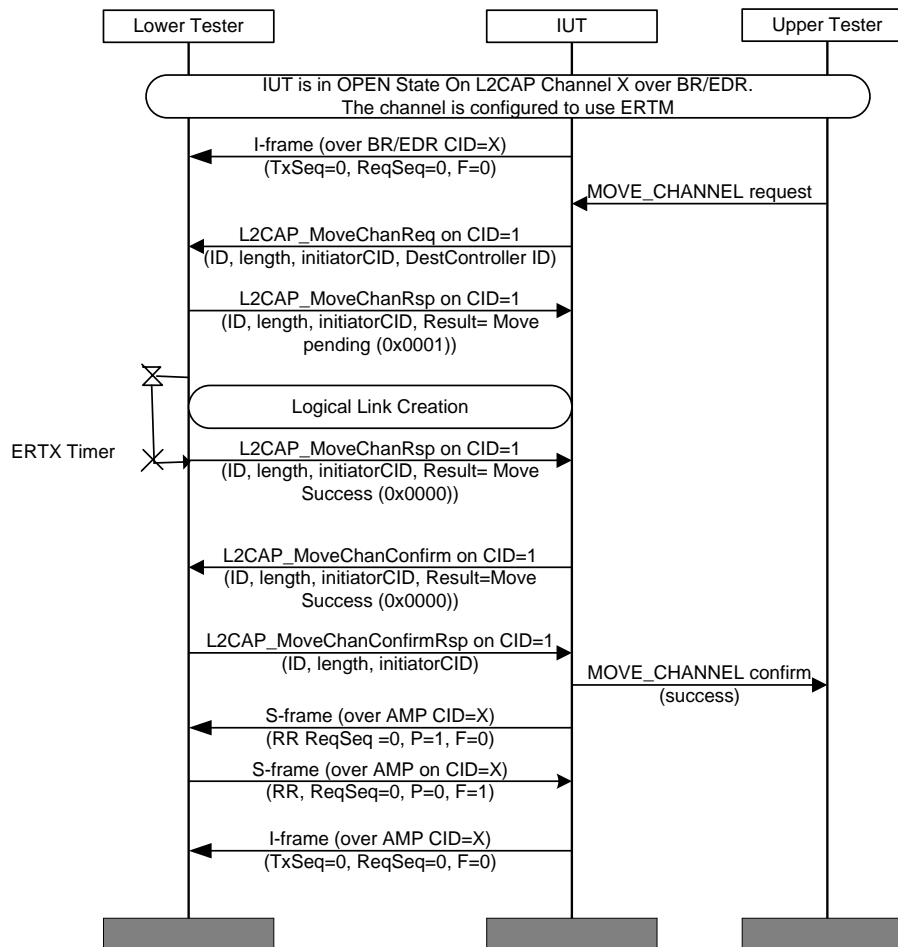 Lower Tester
IUT
Upper Tester
IUT is in OPEN State On L2CAP Channel X over BR/EDR.
The channel is configured to use ERTM
I-frame (over BR/EDR CID=X)
(TxSeq=0, ReqSeq=0, F=0)
MOVE_CHANNEL request
L2CAP_MoveChanReq on CID=1
(ID, length, initiatorCID, DestController ID)
L2CAP_MoveChanRsp on CID=1
(ID, length, initiatorCID, Result= Move
pending (0x0001))
Logical Link Creation
ERTX Timer
L2CAP_MoveChanRsp on CID=1
(ID, length, initiatorCID, Result= Move
Success (0x0000))
L2CAP_MoveChanConfirm on CID=1
(ID, length, initiatorCID, Result=Move
Success (0x0000))
L2CAP_MoveChanConfirmRsp on CID=1
(ID, length, initiatorCID)
MOVE_CHANNEL confirm
(success)
S-frame (over AMP CID=X)
(RR ReqSeq =0, P=1, F=0)
S-frame (over AMP on CID=X)
(RR, ReqSeq=0, P=0, F=1)
I-frame (over AMP CID=X)
(TxSeq=0, ReqSeq=0, F=0)